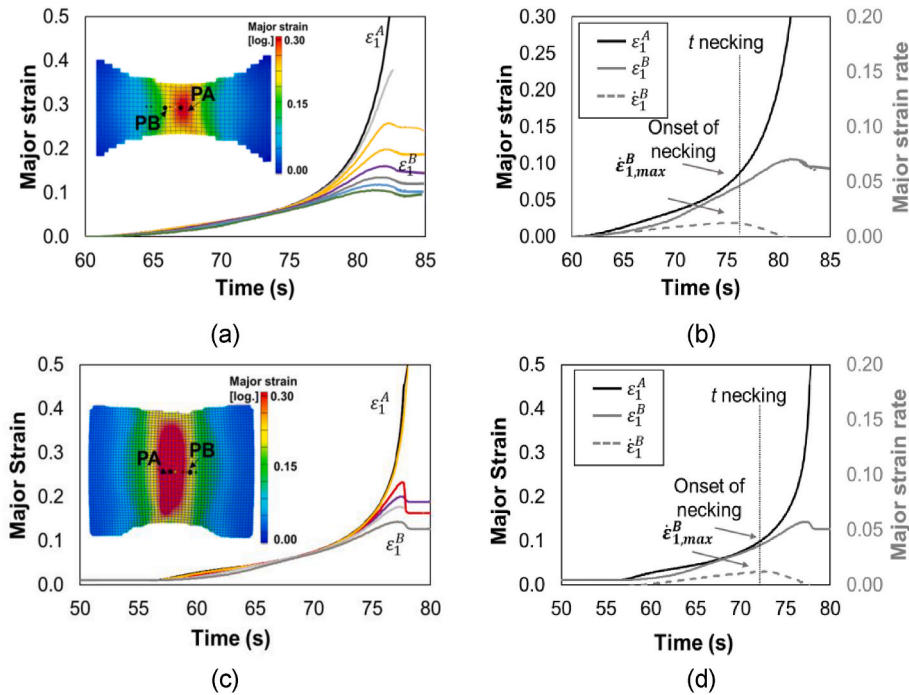 0.5
0.4
0.3
0.2
0.1
0.0
Major strain
Major strain
[log.]
0.30
0.15
0.00
PA
PB
ε₁ᴬ
ε₁ᴮ
60 65 70 75 80 85
Time (s)
(a)
0.30
0.25
0.20
0.15
0.10
0.05
0.00
Major strain
ε₁ᴬ
ε₁ᴮ
ε̇₁ᴮ
t necking
Onset of
necking
ε̇ᴮ₁,max
0.20
0.15
0.10
0.05
0.00
Major strain rate
60 65 70 75 80 85
Time (s)
(b)
0.5
0.4
0.3
0.2
0.1
0.0
Major Strain
Major strain
[log.]
0.30
0.15
0.00
PA
PB
ε₁ᴬ
ε₁ᴮ
50 55 60 65 70 75 80
Time (s)
(c)
0.5
0.4
0.3
0.2
0.1
0.0
Major Strain
ε₁ᴬ
ε₁ᴮ
ε̇₁ᴮ
t necking
Onset of
necking
ε̇ᴮ₁,max
0.20
0.15
0.10
0.05
0.00
Major strain rate
50 55 60 65 70 75 80
Time (s)
(d)